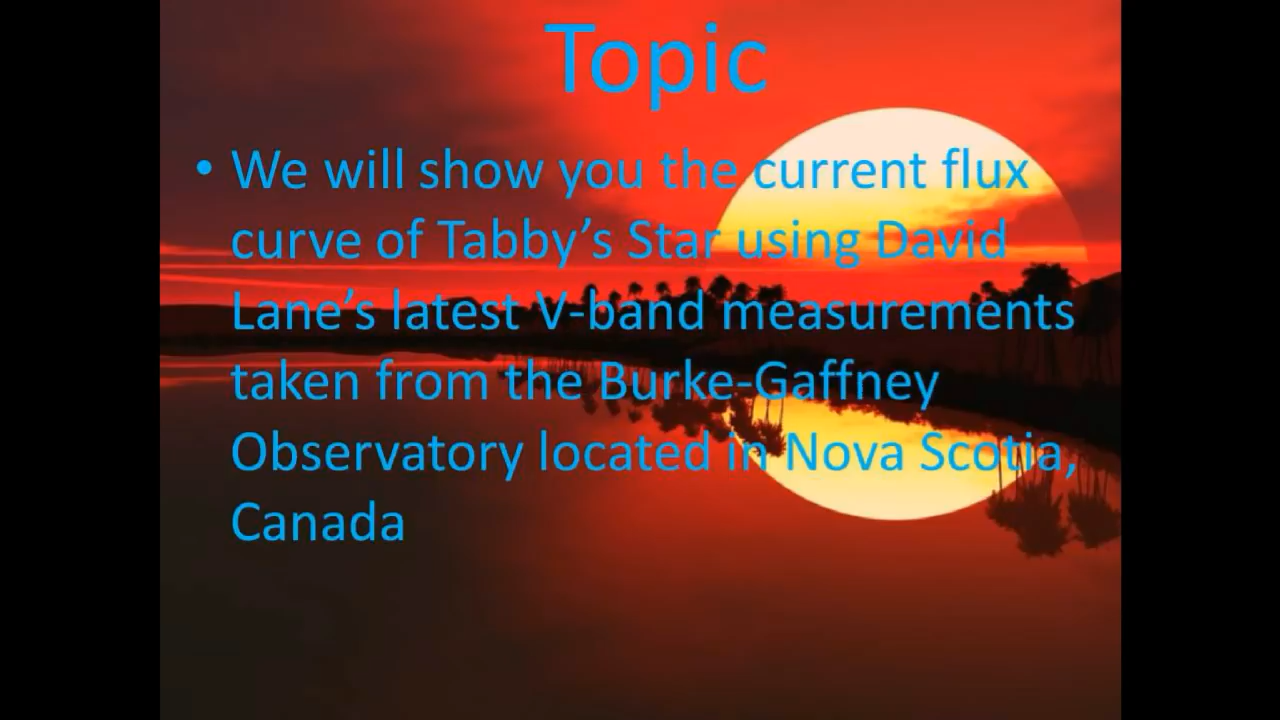 Topic
• We will show you the current flux
curve of Tabby's Star using David
Lane's latest V-band measurements
taken from the Burke-Gaffney
Observatory located in Nova Scotia,
Canada